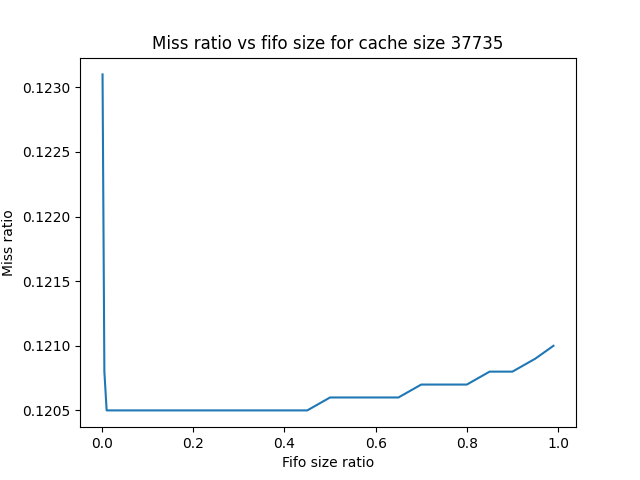 Miss ratio vs fifo size for cache size 37735
0.1230
0.1225
0.1220
0.1215
0.1210
0.1205
Miss ratio
0.0 0.2 0.4 0.6 0.8 1.0
Fifo size ratio